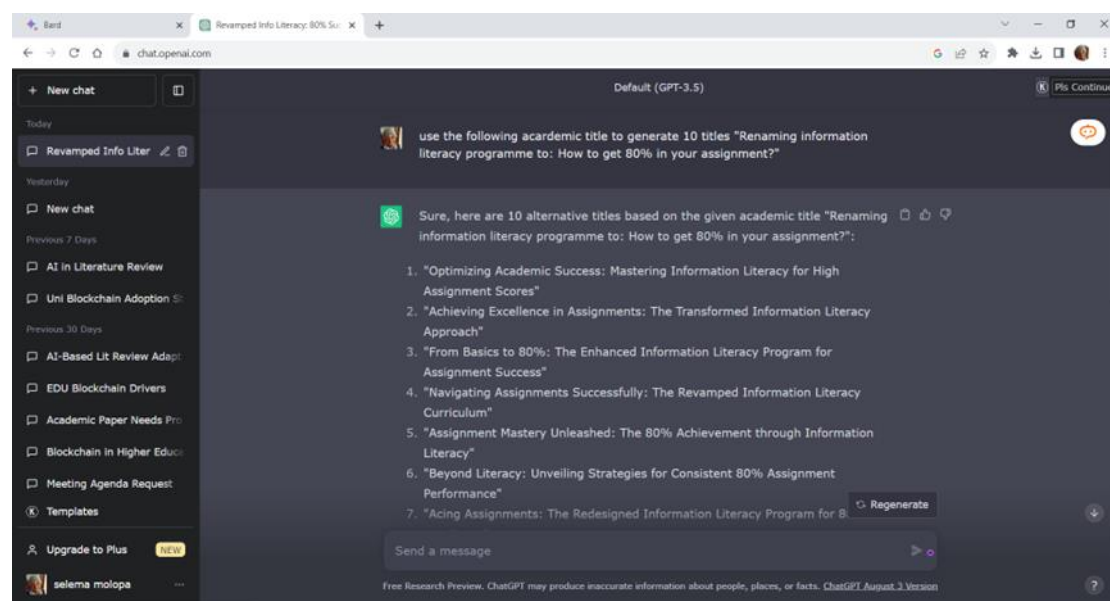 Bard
Revamped Info Literacy: 80% Suc
chat.openai.com
New chat
Default (GPT-3.5)
Pls Continue
Today
Revamped Info Liter
Yesterday
New chat
Previous 7 Days
AI in Literature Review
Uni Blockchain Adoption St
Previous 30 Days
AI-Based Lit Review Adapt
EDU Blockchain Drivers
Academic Paper Needs Pro
Blockchain in Higher Educa
Meeting Agenda Request
Templates
Upgrade to Plus NEW
selema molopa
use the following acardemic title to generate 10 titles "Renaming information
literacy programme to: How to get 80% in your assignment?"
Sure, here are 10 alternative titles based on the given academic title "Renaming
information literacy programme to: How to get 80% in your assignment?":
1. "Optimizing Academic Success: Mastering Information Literacy for High
Assignment Scores"
2. "Achieving Excellence in Assignments: The Transformed Information Literacy
Approach"
3. "From Basics to 80%: The Enhanced Information Literacy Program for
Assignment Success"
4. "Navigating Assignments Successfully: The Revamped Information Literacy
Curriculum"
5. "Assignment Mastery Unleashed: The 80% Achievement through Information
Literacy"
6. "Beyond Literacy: Unveiling Strategies for Consistent 80% Assignment
Performance"
7. "Acing Assignments: The Redesigned Information Literacy Program for 8
Regenerate
Send a message
Free Research Preview. ChatGPT may produce inaccurate information about people, places, or facts. ChatGPT August 3 Version